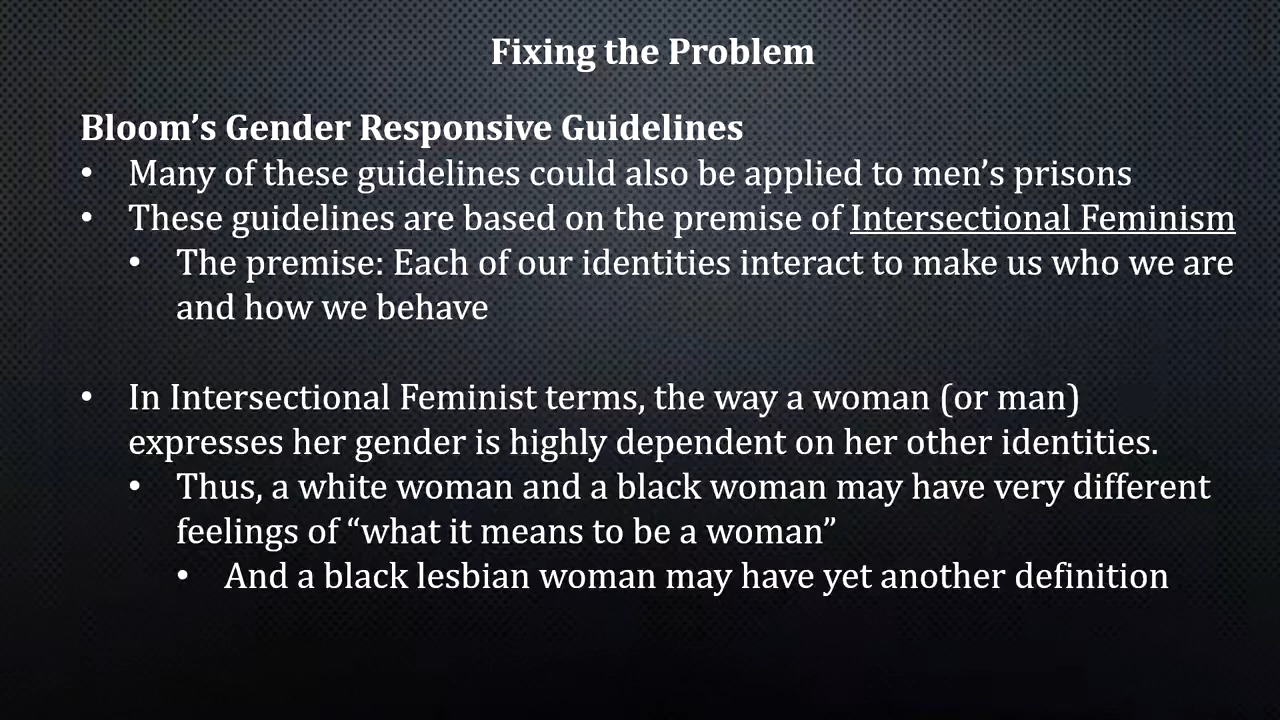 Fixing the Problem
Bloom’s Gender Responsive Guidelines
• Many of these guidelines could also be applied to men’s prisons
• These guidelines are based on the premise of Intersectional Feminism
• The premise: Each of our identities interact to make us who we are
and how we behave
• In Intersectional Feminist terms, the way a woman (or man)
expresses her gender is highly dependent on her other identities.
• Thus, a white woman and a black woman may have very different
feelings of “what it means to be a woman”
• And a black lesbian woman may have yet another definition